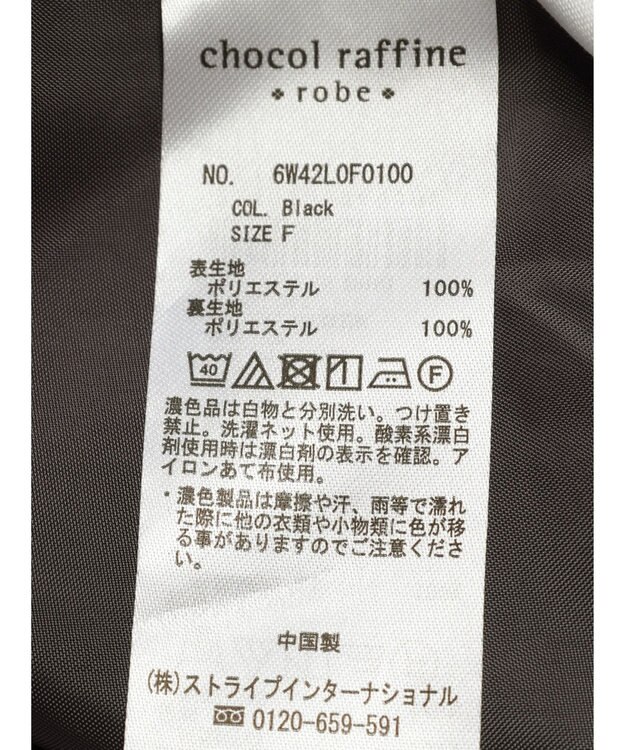 chocol raffine
robe
NO. 6W42L0F0100
COL. Black
SIZE F
表生地
ポリエステル 100%
裏生地
ポリエステル 100%
40 F
濃色品は白物と分別洗い。つけ置き
禁止。洗濯ネット使用。酸素系漂白
剤使用時は漂白剤の表示を確認。ア
イロンあて布使用。
・濃色製品は摩擦や汗、雨等で濡れ
た際に他の衣類や小物類に色が移
る事がありますのでご注意くださ
い。
中国製
(株)ストライプインターナショナル
0120-659-591